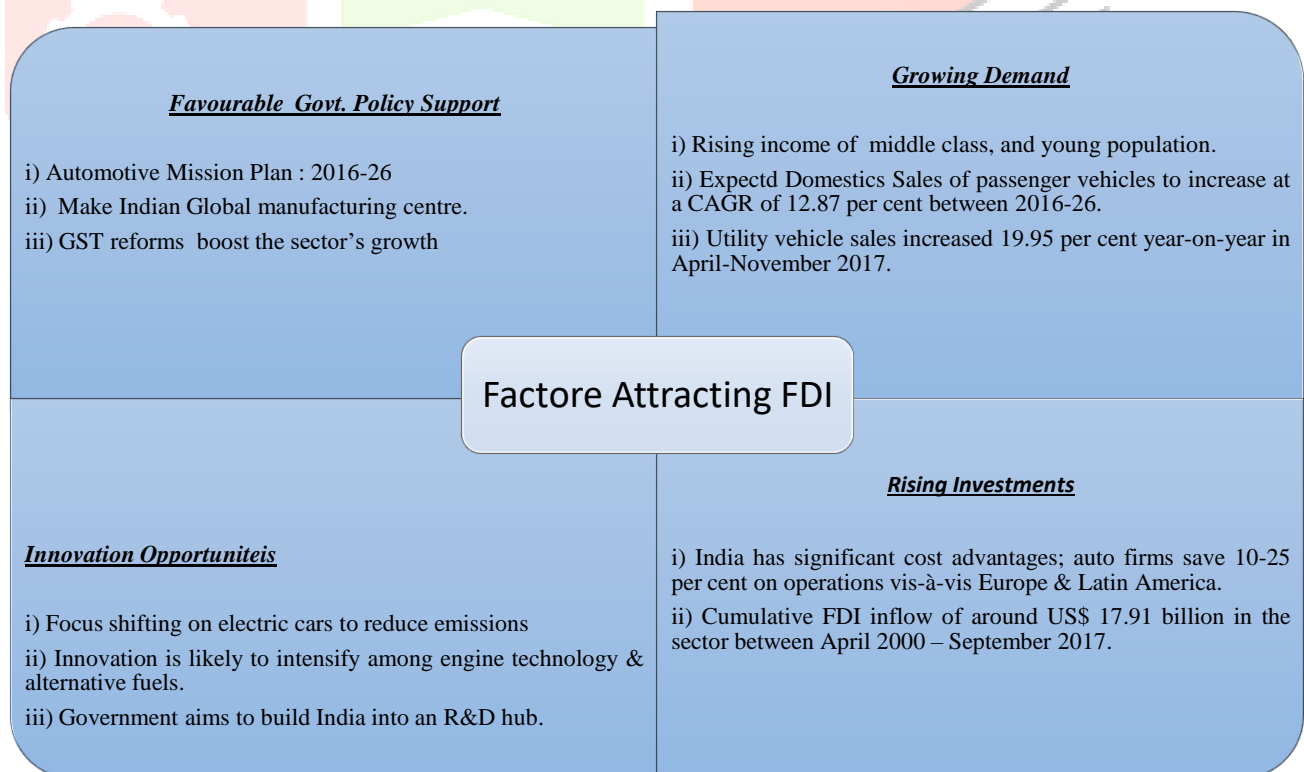 Favourable Govt. Policy Support
i) Automotive Mission Plan : 2016-26
ii) Make Indian Global manufacturing centre.
iii) GST reforms boost the sector's growth
Growing Demand
i) Rising income of middle class, and young population.
ii) Expectd Domestics Sales of passenger vehicles to increase at
a CAGR of 12.87 per cent between 2016-26.
iii) Utility vehicle sales increased 19.95 per cent year-on-year in
April-November 2017.
Factore Attracting FDI
Innovation Opportuniteis
i) Focus shifting on electric cars to reduce emissions
ii) Innovation is likely to intensify among engine technology &
alternative fuels.
iii) Government aims to build India into an R&D hub.
Rising Investments
i) India has significant cost advantages; auto firms save 10-25
per cent on operations vis-à-vis Europe & Latin America.
ii) Cumulative FDI inflow of around US$ 17.91 billion in the
sector between April 2000 – September 2017.